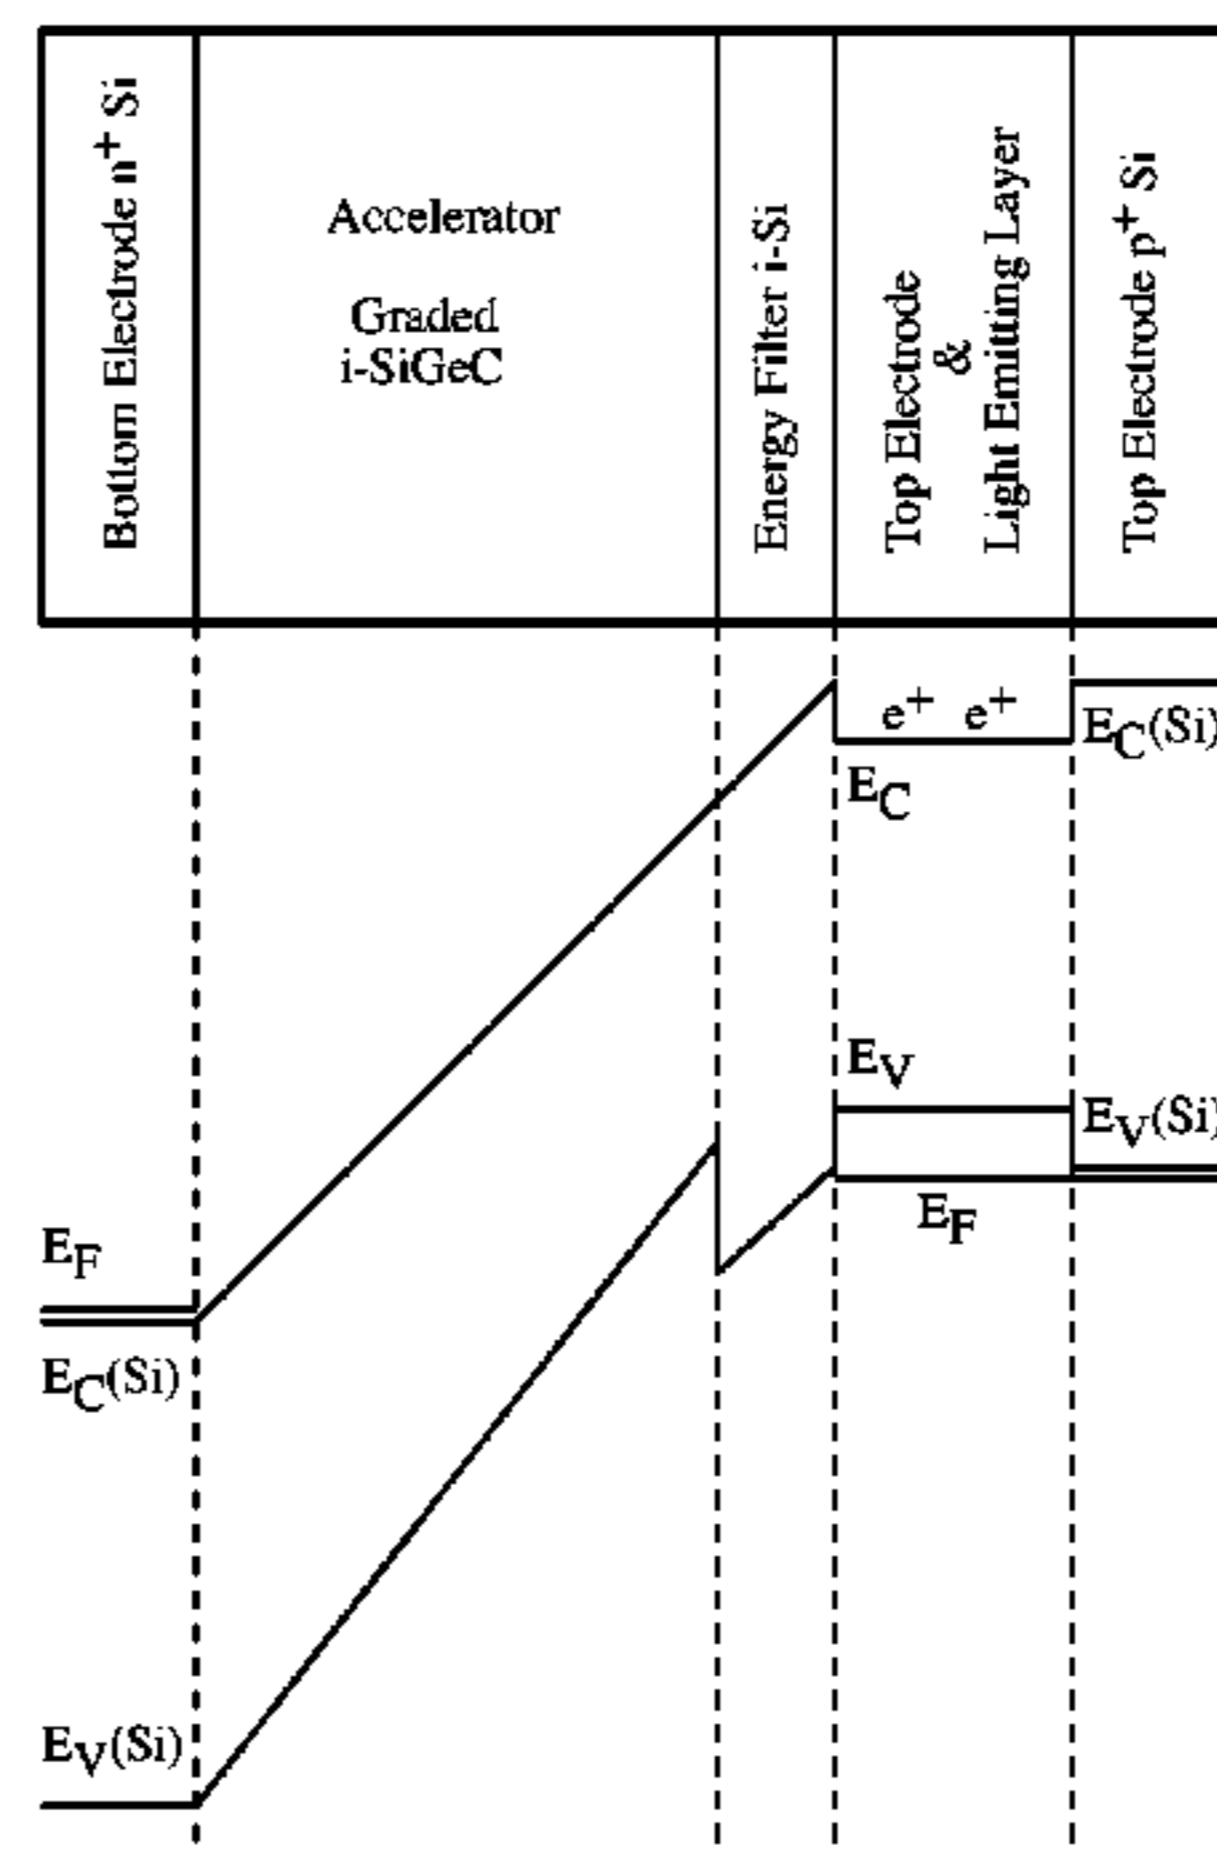 Bottom Electrode n+ Si
Accelerator
Graded
i-SiGeC
Energy Filter i-Si
Top Electrode
&
Light Emitting Layer
Top Electrode p+ Si
e+ e+
EC(Si)
EC
EV
EV(Si)
EF
EF
EC(Si)
EV(Si)